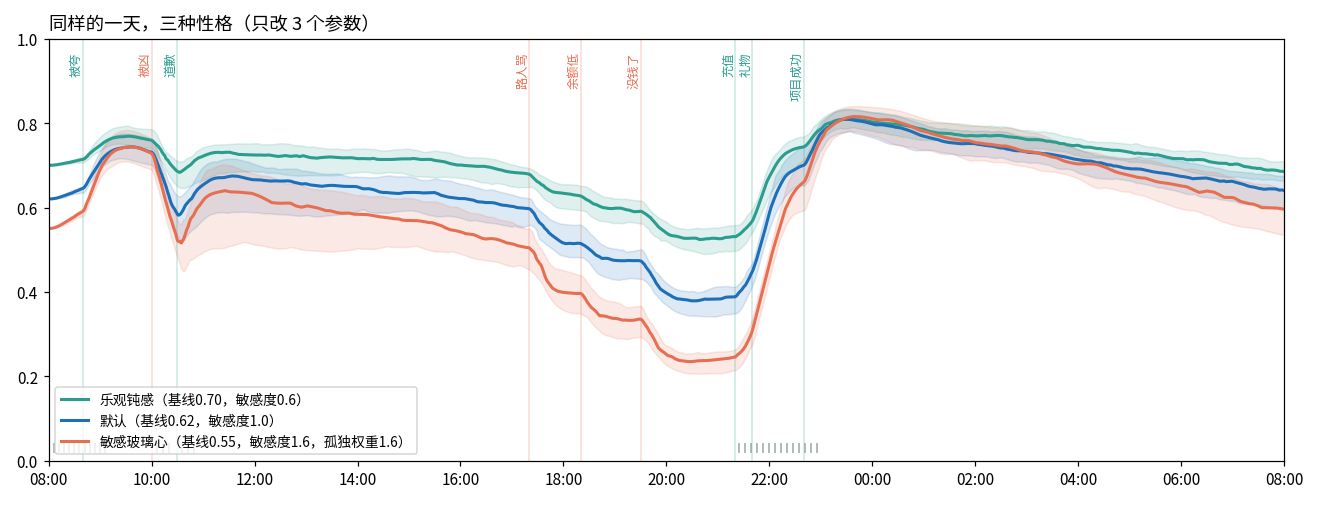 同样的一天，三种性格（只改 3 个参数）
1.0
被夸
被凶
道歉
路人骂
余额低
没钱了
充值
礼物
项目成功
0.8
0.6
0.4
0.2
乐观钝感（基线0.70，敏感度0.6）
默认（基线0.62，敏感度1.0）
敏感玻璃心（基线0.55，敏感度1.6，孤独权重1.6）
0.0
08:00 10:00 12:00 14:00 16:00 18:00 20:00 22:00 00:00 02:00 04:00 06:00 08:00